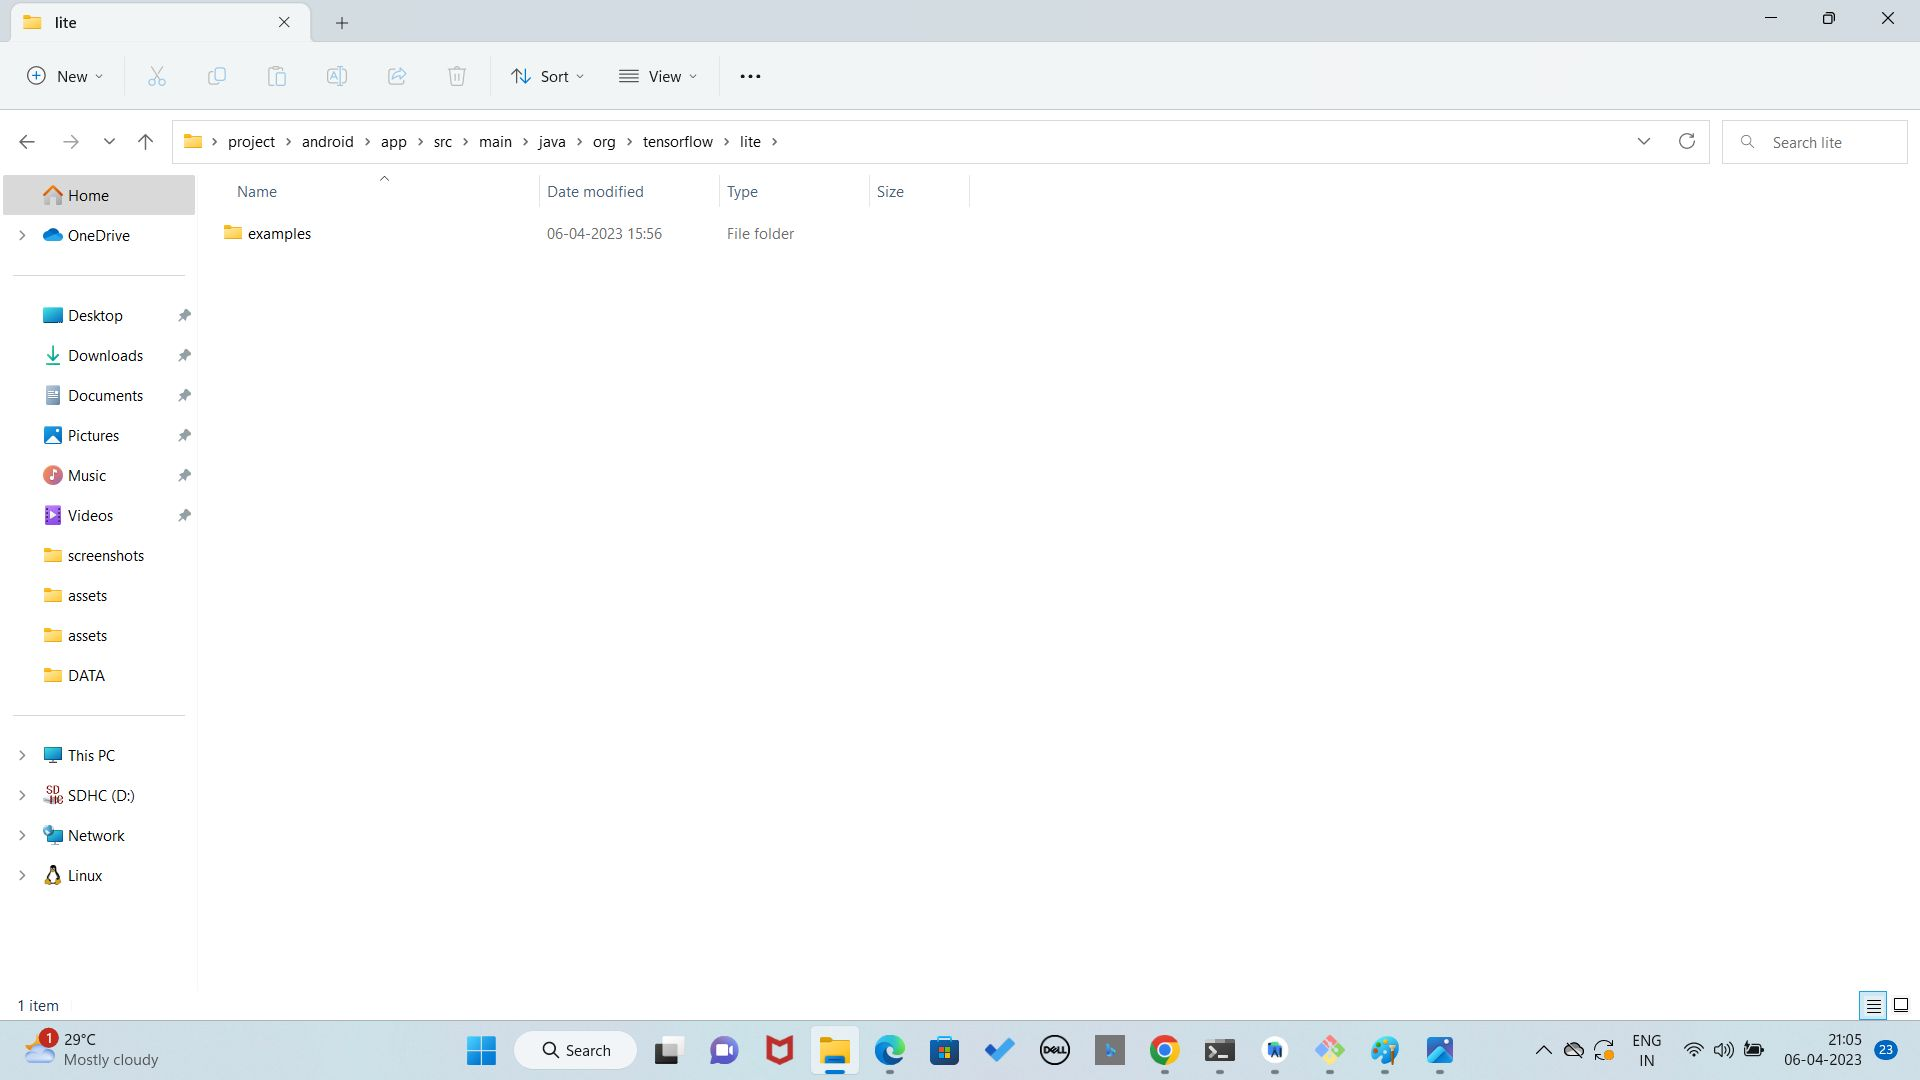 lite
New
Sort
View
project > android > app > src > main > java > org > tensorflow > lite >
Search lite
Name
Date modified
Type
Size
examples
06-04-2023 15:56
File folder
Home
OneDrive
Desktop
Downloads
Documents
Pictures
Music
Videos
screenshots
assets
assets
DATA
This PC
SDHC (D:)
Network
Linux
1 item
1
29°C
Mostly cloudy
Search
DELL
ENG
IN
21:05
06-04-2023
23